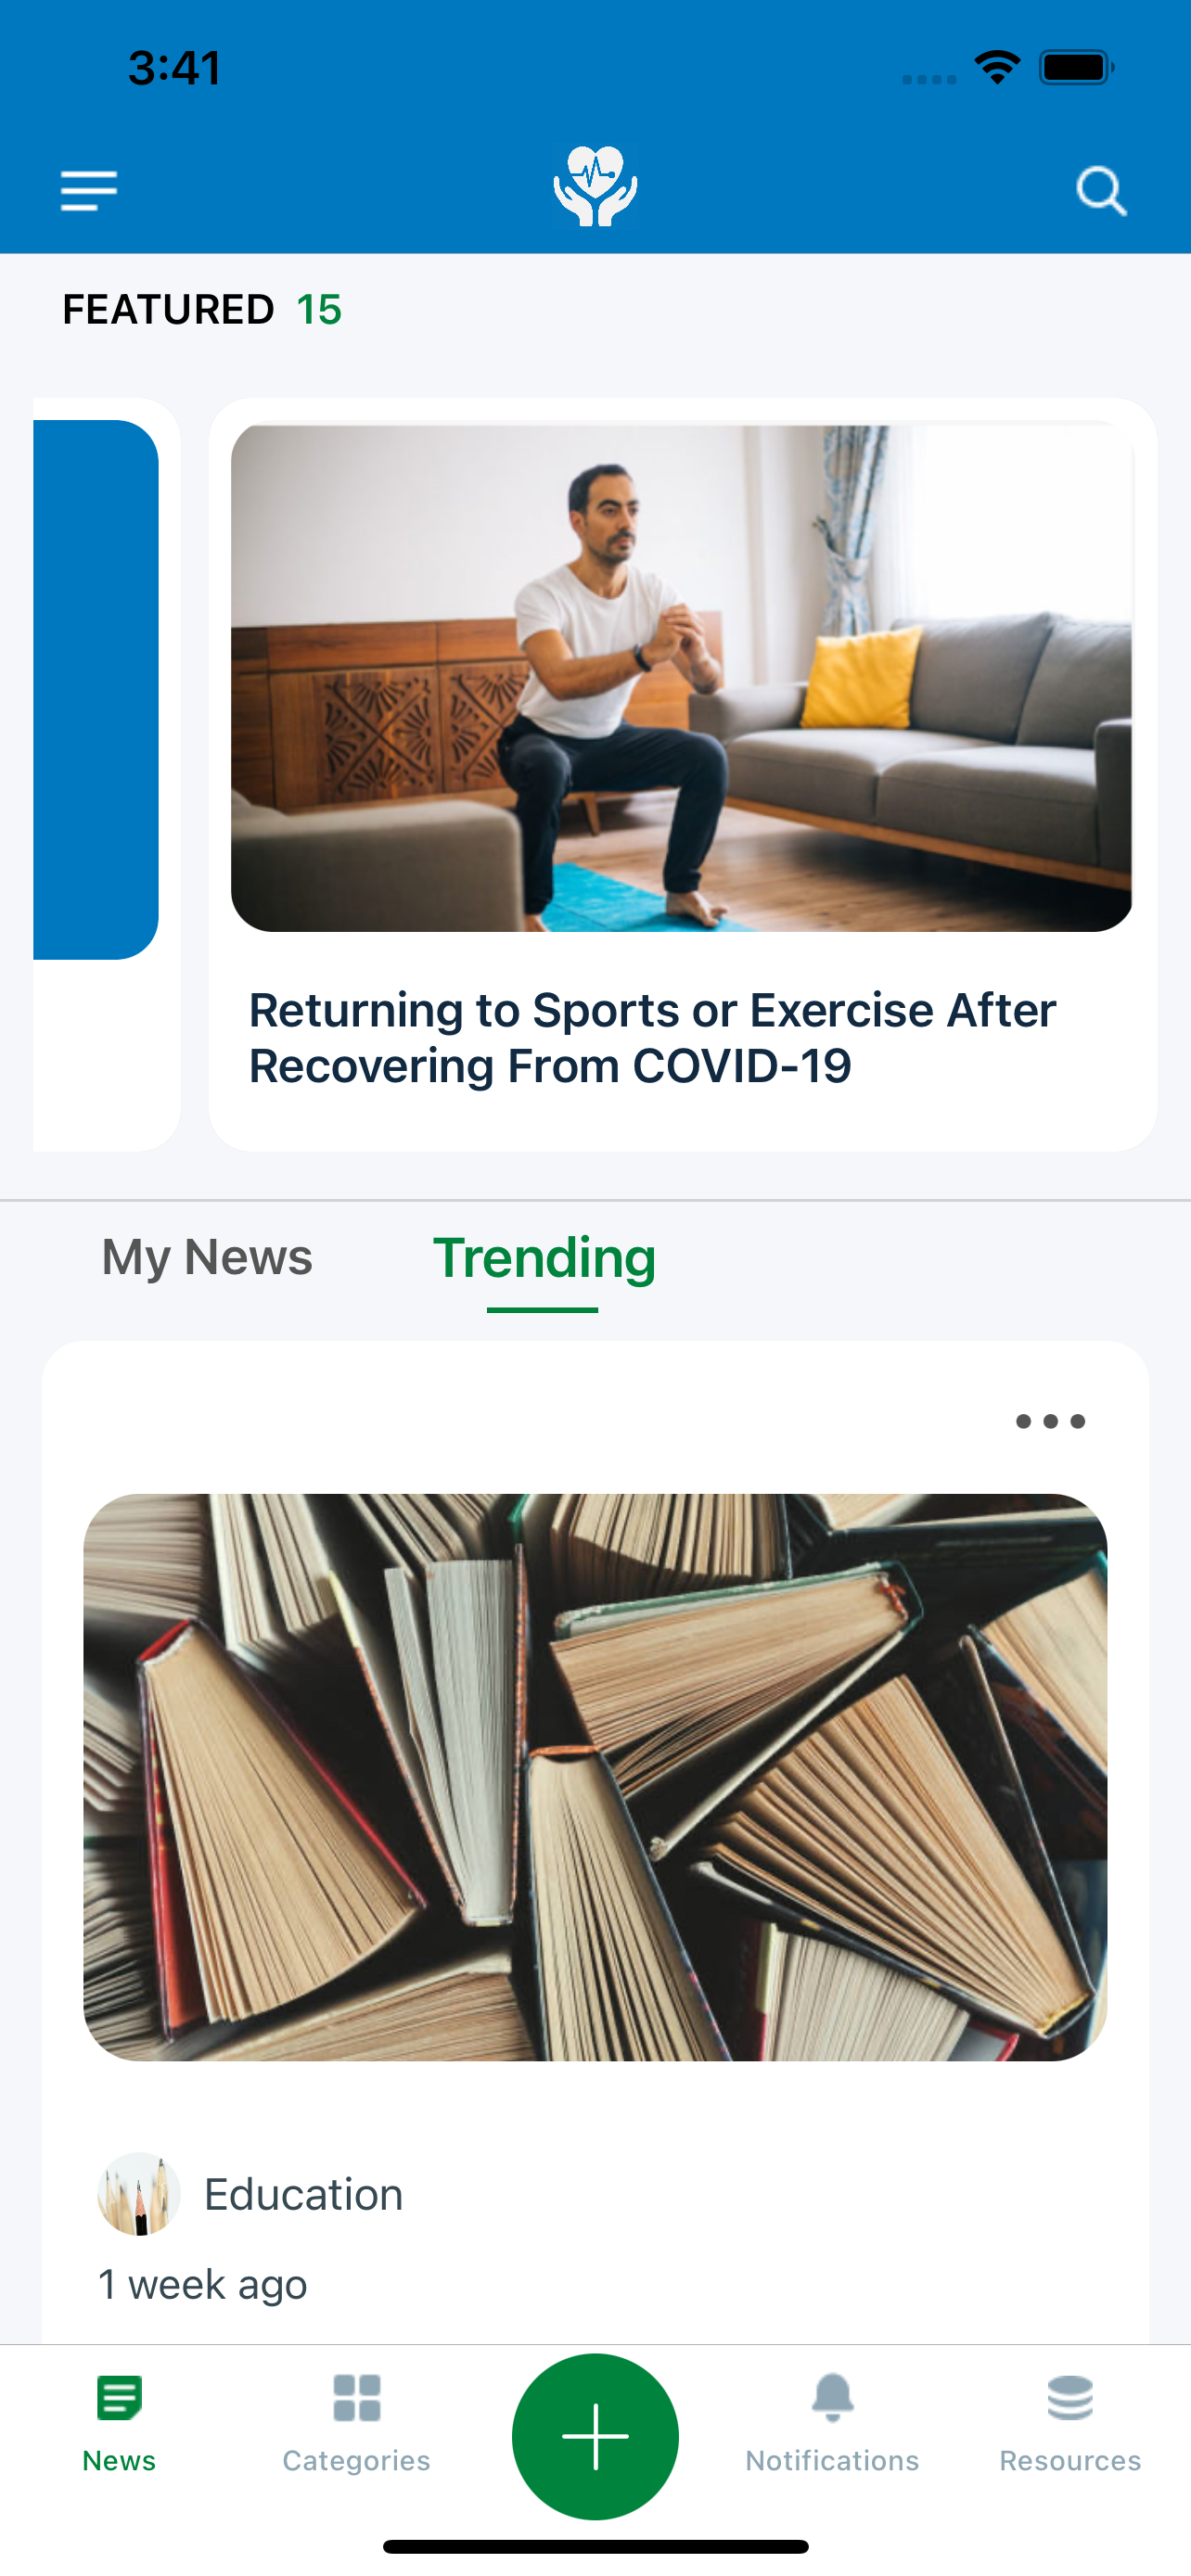 3:41
FEATURED 15
Returning to Sports or Exercise After
Recovering From COVID-19
My News Trending
Education
1 week ago
News Categories Notifications Resources